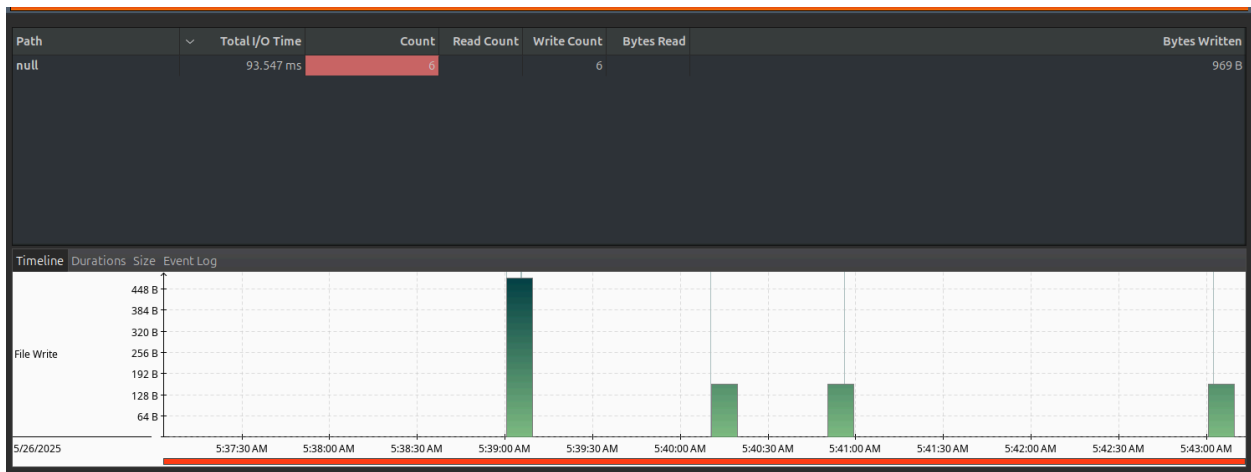 Path Total I/O Time Count Read Count Write Count Bytes Read Bytes Written
null 93.547 ms 6 6 969 B
Timeline Durations Size Event Log
448 B
384 B
320 B
File Write 256 B
192 B
128 B
64 B
5/26/2025 5:37:30 AM 5:38:00 AM 5:38:30 AM 5:39:00 AM 5:39:30 AM 5:40:00 AM 5:40:30 AM 5:41:00 AM 5:41:30 AM 5:42:00 AM 5:42:30 AM 5:43:00 AM